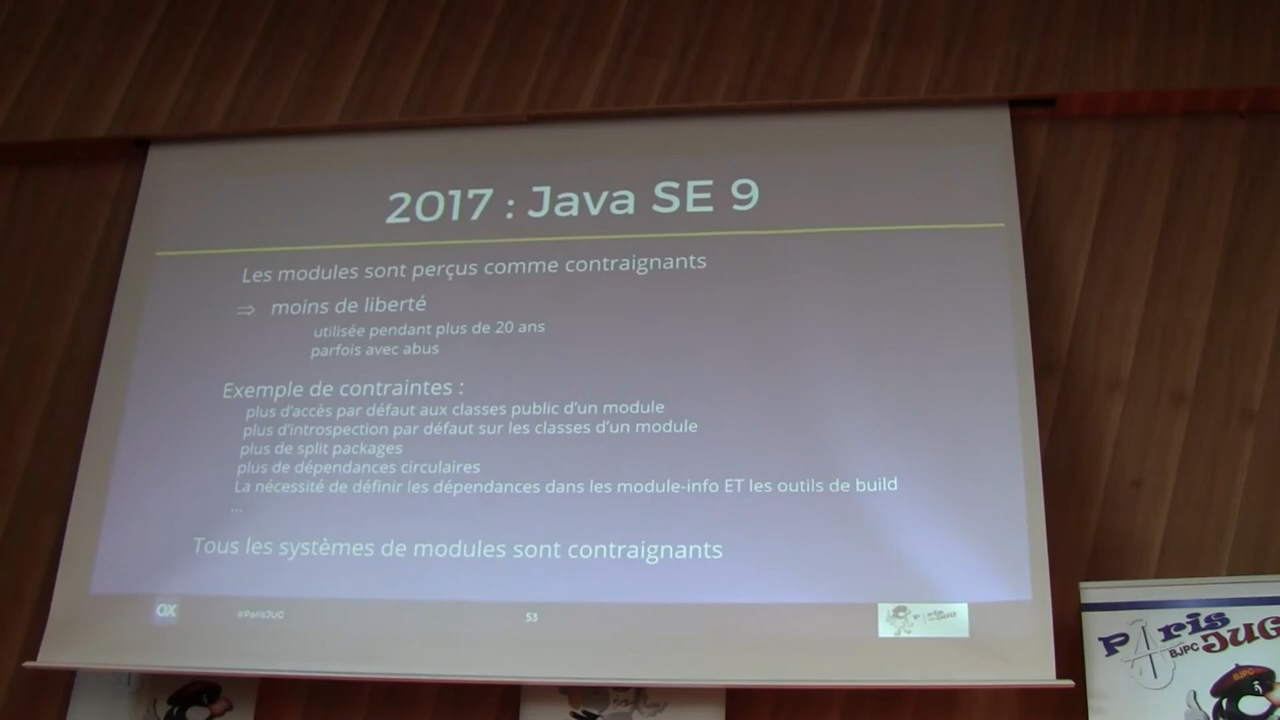 2017 : Java SE 9
Les modules sont perçus comme contraignants
⇒ moins de liberté
utilisée pendant plus de 20 ans
parfois avec abus
Exemple de contraintes :
plus d'accès par défaut aux classes public d'un module
plus d'introspection par défaut sur les classes d'un module
plus de split packages
plus de dépendances circulaires
La nécessité de définir les dépendances dans les module-info ET les outils de build
...
Tous les systèmes de modules sont contraignants
OX
#ParisJUG
53
Paris
BJPC JUG
BJPC